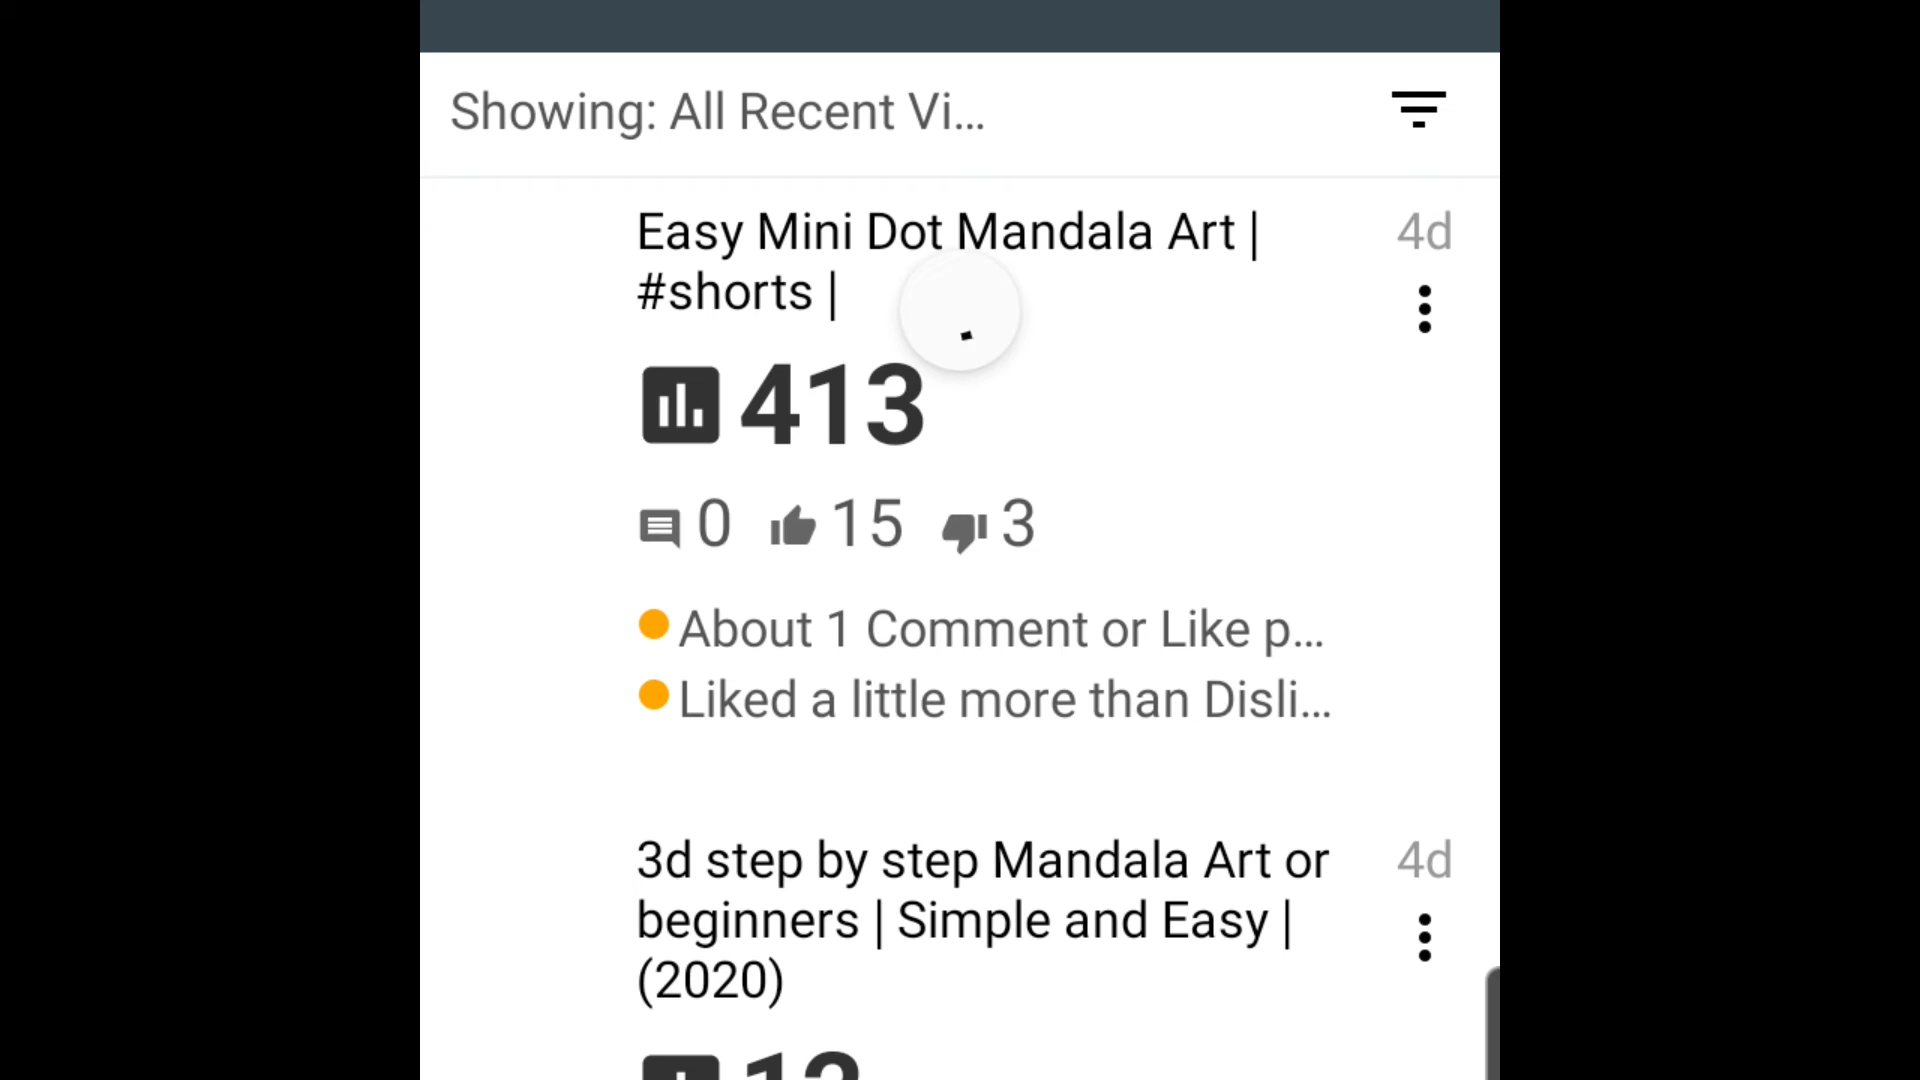 Showing: All Recent Vi...
Easy Mini Dot Mandala Art | 4d
#shorts |
413
0 15 3
About 1 Comment or Like p...
Liked a little more than Disli...
3d step by step Mandala Art or 4d
beginners | Simple and Easy |
(2020)